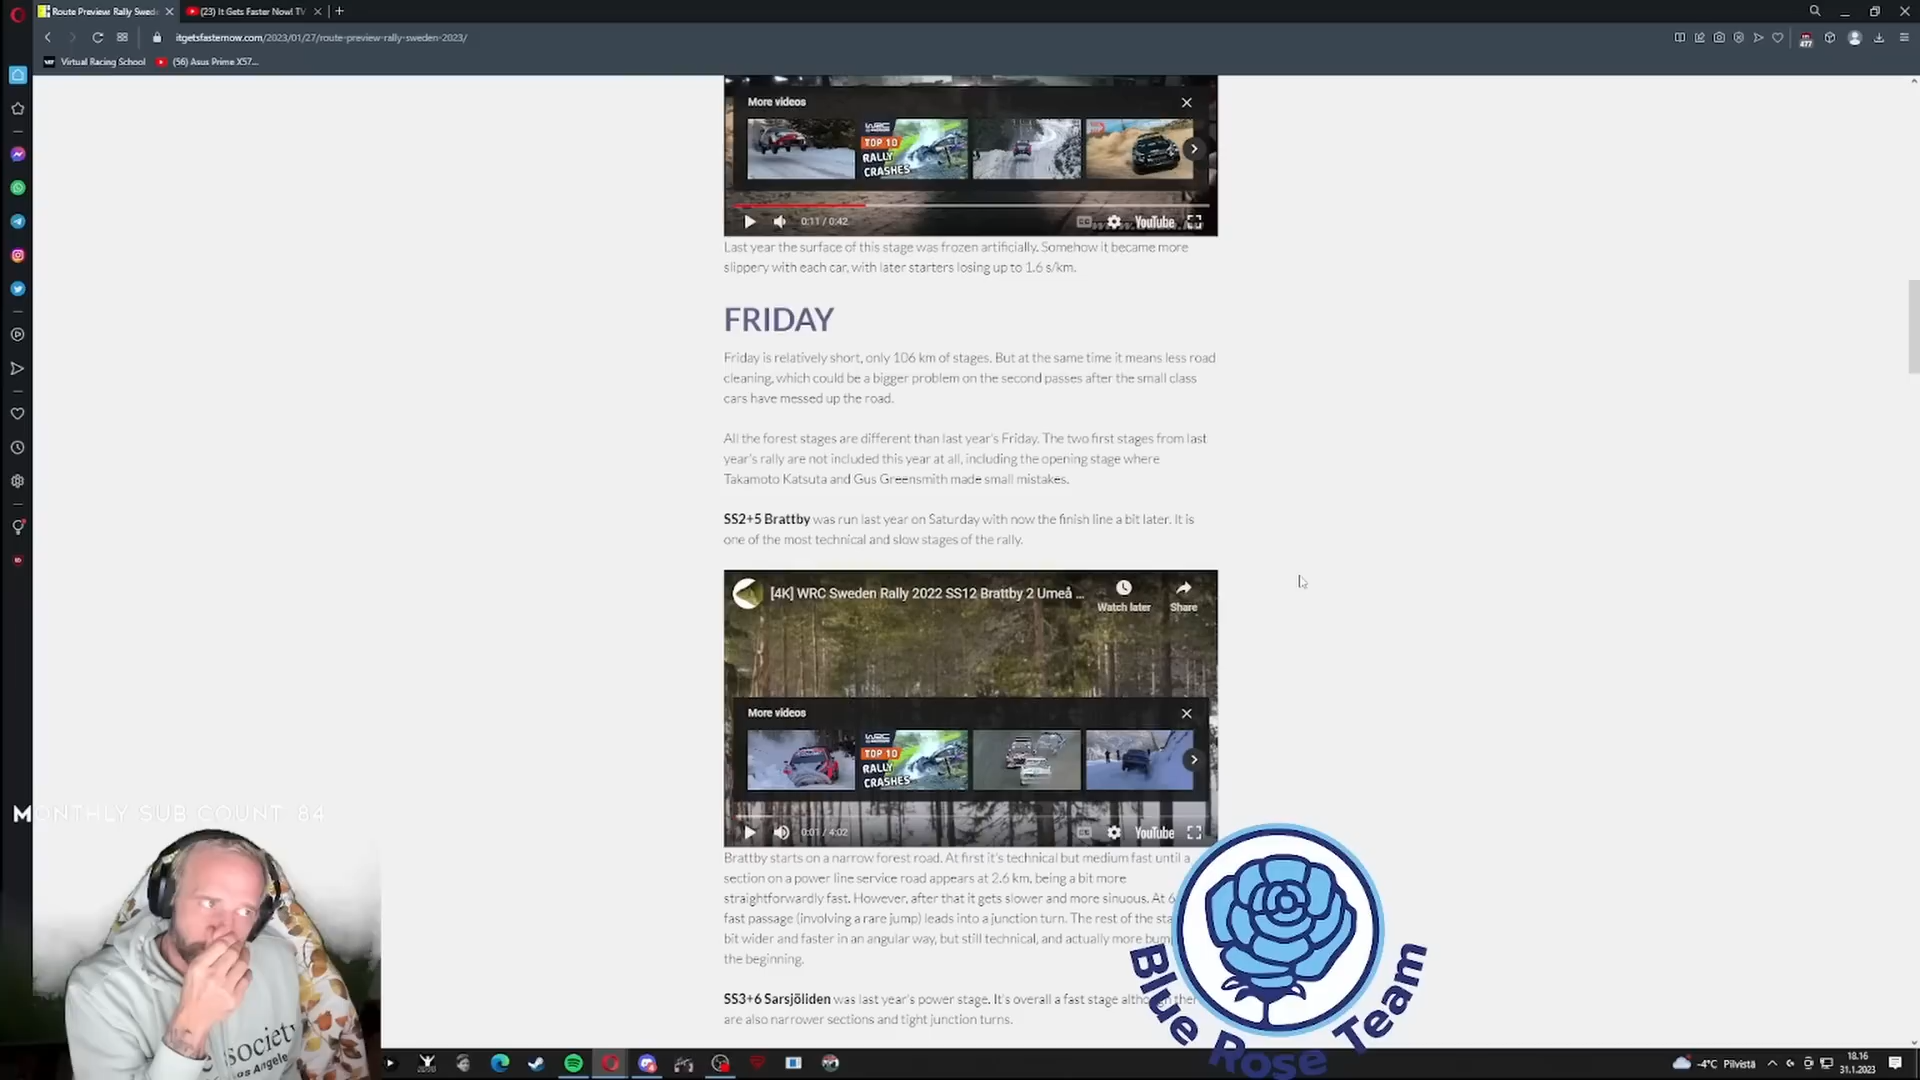 Route Preview: Rally Swed
(23) It Gets Faster Now! TV
itgetsfasternow.com/2023/01/27/route-preview-rally-sweden-2023/
477
Virtual Racing School
(56) Asus Prime X57...
More videos
WRC
TOP 10
RALLY
CRASHES
0:11 / 0:42
YouTube
Last year the surface of this stage was frozen artificially. Somehow it became more
slippery with each car, with later starters losing up to 1.6 s/km.
FRIDAY
Friday is relatively short, only 106 km of stages. But at the same time it means less road
cleaning, which could be a bigger problem on the second passes after the small class
cars have messed up the road.
All the forest stages are different than last year's Friday. The two first stages from last
year's rally are not included this year at all, including the opening stage where
Takamoto Katsuta and Gus Greensmith made small mistakes.
SS2+5 Brattby was run last year on Saturday with now the finish line a bit later. It is
one of the most technical and slow stages of the rally.
[4K] WRC Sweden Rally 2022 SS12 Brattby 2 Umeå ...
Watch later
Share
More videos
WRC
TOP 10
RALLY
CRASHES
0:01 / 4:02
YouTube
MONTHLY SUB COUNT: 84
Brattby starts on a narrow forest road. At first it's technical but medium fast until a
section on a power line service road appears at 2.6 km, being a bit more
straightforwardly fast. However, after that it gets slower and more sinuous. At 6
fast passage (involving a rare jump) leads into a junction turn. The rest of the sta
bit wider and faster in an angular way, but still technical, and actually more bum
the beginning.
SS3+6 Sarsjöliden was last year's power stage. It's overall a fast stage although ther
are also narrower sections and tight junction turns.
Blue Rose Team
Society
Los Angeles
-4°C Pilvistä
18.16
31.1.2023